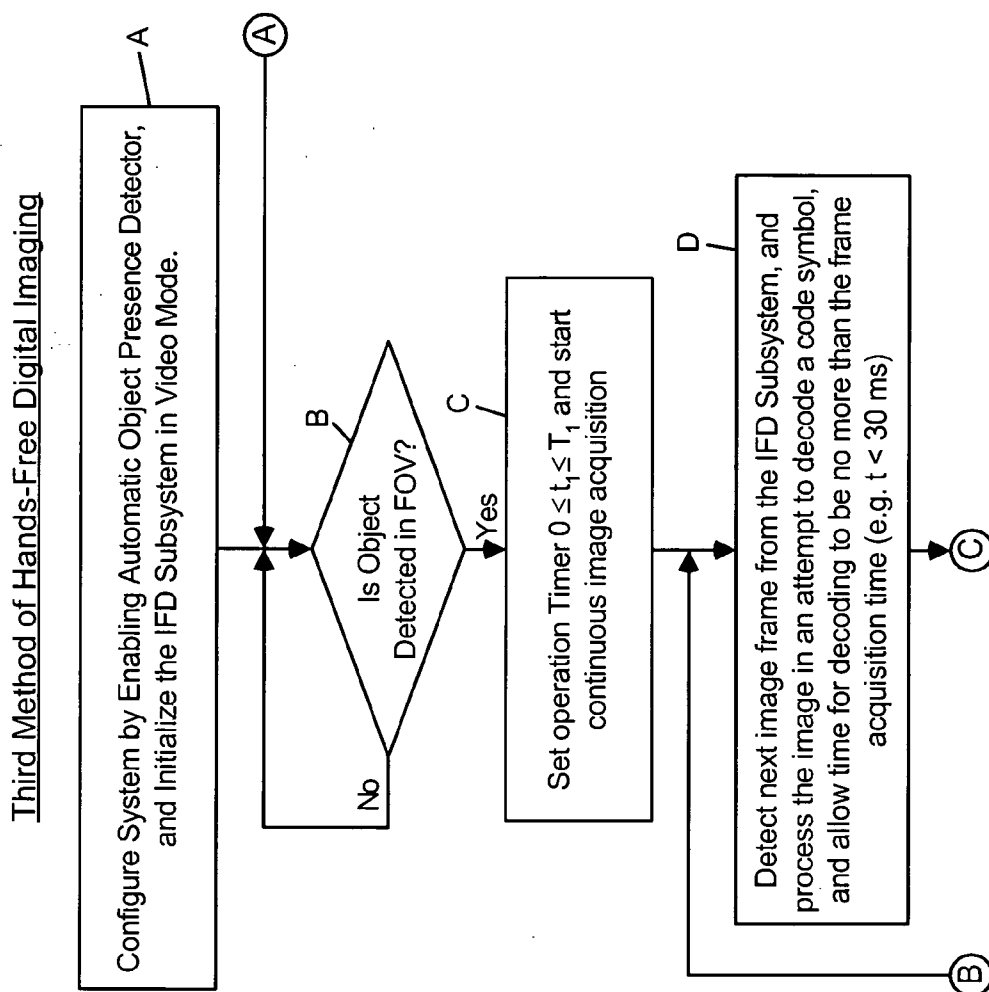 Third Method of Hands-Free Digital Imaging
A
Configure System by Enabling Automatic Object Presence Detector,
and Initialize the IFD Subsystem in Video Mode.
A
B
Is Object
Detected in FOV?
No
Yes
C
Set operation Timer 0 ≤ t₁ ≤ T₁ and start
continuous image acquisition
B
D
Detect next image frame from the IFD Subsystem, and
process the image in an attempt to decode a code symbol,
and allow time for decoding to be no more than the frame
acquisition time (e.g. t < 30 ms)
C